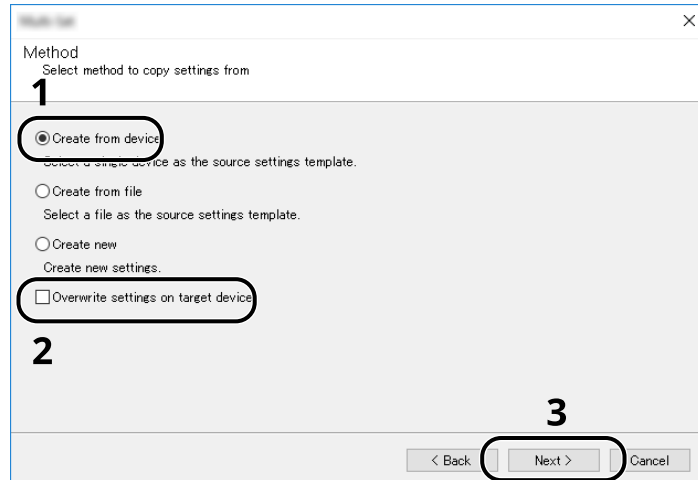 Method
Select method to copy settings from
1
Create from device
Select a single device as the source settings template.
Create from file
Select a file as the source settings template.
Create new
Create new settings.
Overwrite settings on target device
2
3
< Back
Next >
Cancel